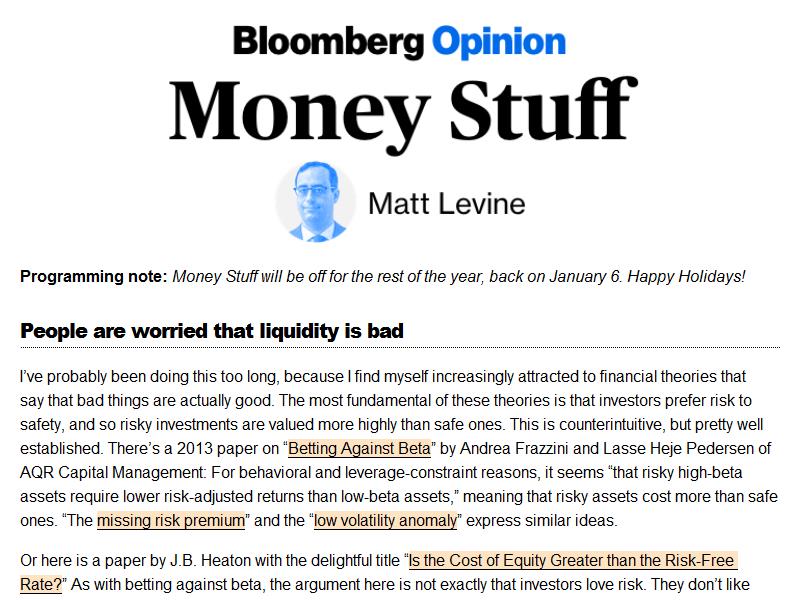 Bloomberg Opinion
Money Stuff
Matt Levine
Programming note: Money Stuff will be off for the rest of the year, back on January 6. Happy Holidays!
People are worried that liquidity is bad
I’ve probably been doing this too long, because I find myself increasingly attracted to financial theories that
say that bad things are actually good. The most fundamental of these theories is that investors prefer risk to
safety, and so risky investments are valued more highly than safe ones. This is counterintuitive, but pretty well
established. There’s a 2013 paper on “Betting Against Beta” by Andrea Frazzini and Lasse Heje Pedersen of
AQR Capital Management: For behavioral and leverage-constraint reasons, it seems “that risky high-beta
assets require lower risk-adjusted returns than low-beta assets,” meaning that risky assets cost more than safe
ones. “The missing risk premium” and the “low volatility anomaly” express similar ideas.
Or here is a paper by J.B. Heaton with the delightful title “Is the Cost of Equity Greater than the Risk-Free
Rate?” As with betting against beta, the argument here is not exactly that investors love risk. They don’t like